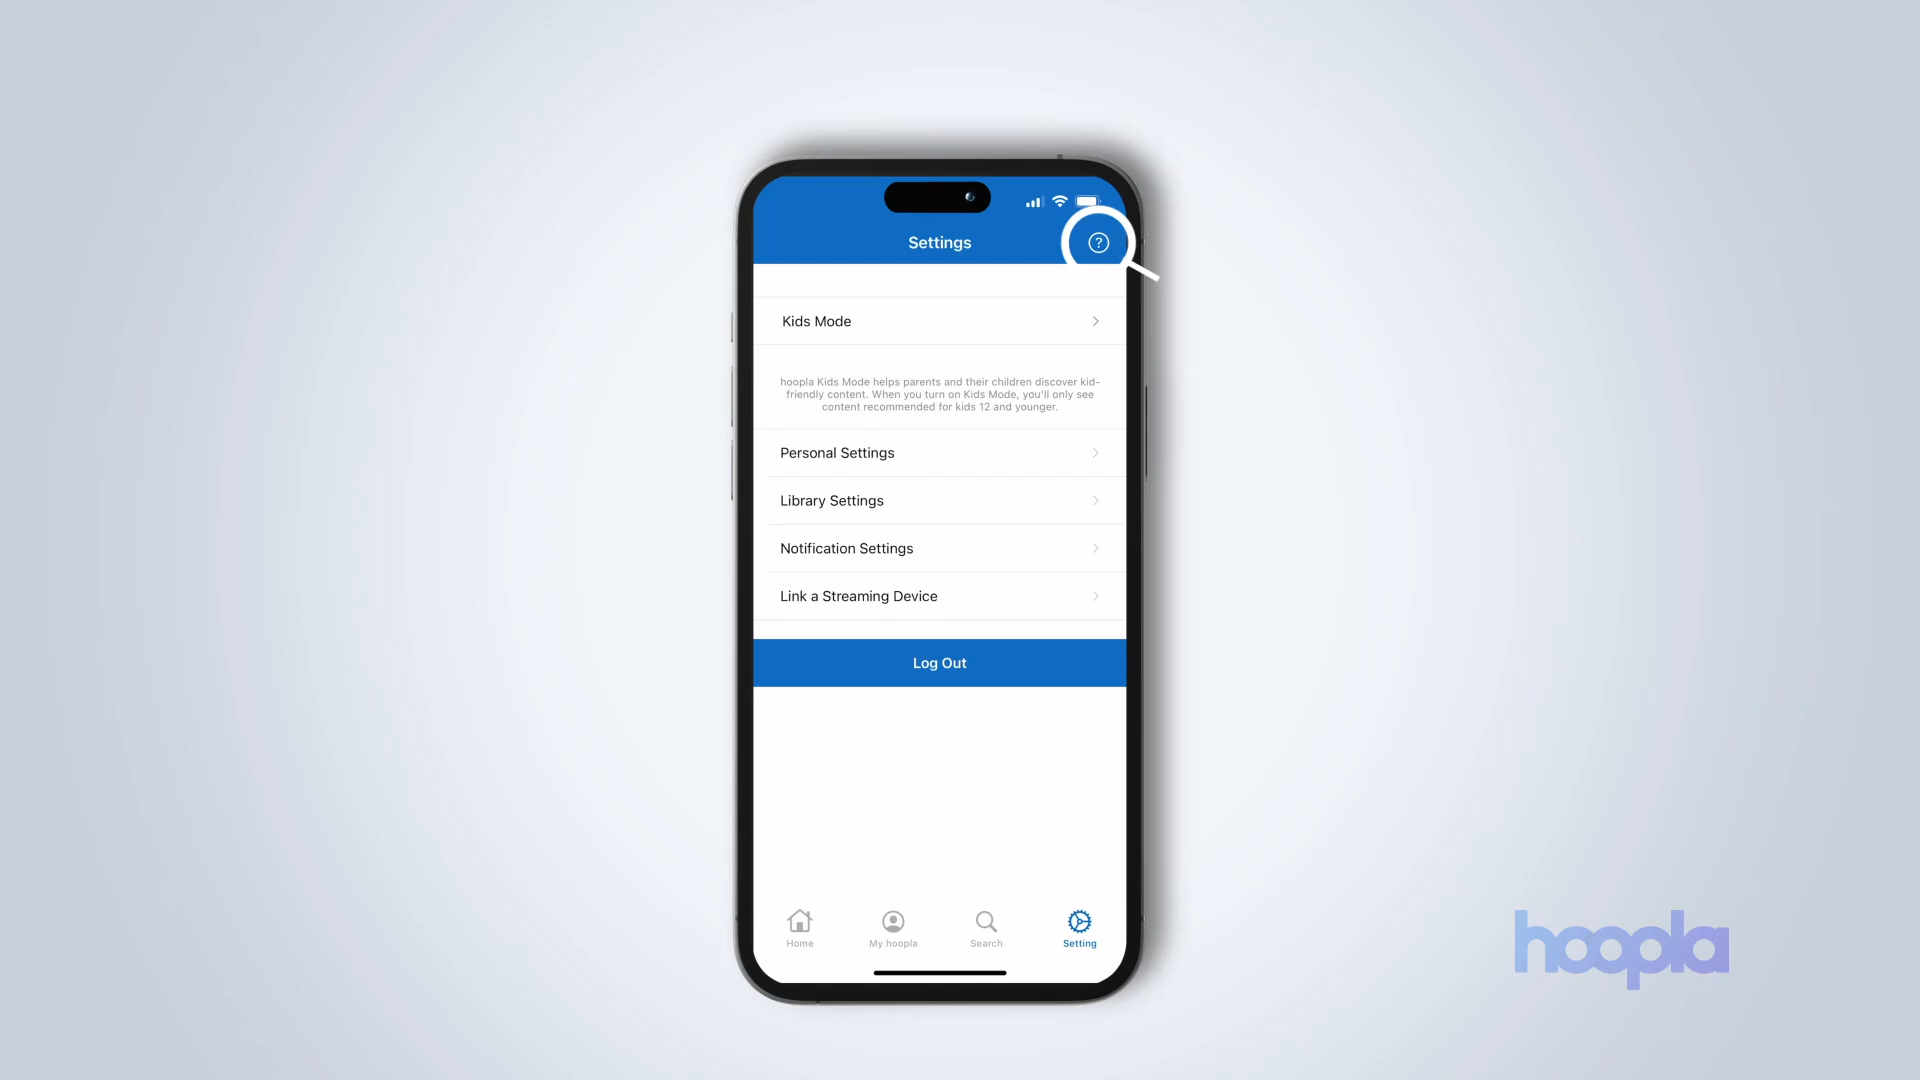 Settings
?
Kids Mode
hoopla Kids Mode helps parents and their children discover kid-
friendly content. When you turn on Kids Mode, you'll only see
content recommended for kids 12 and younger.
Personal Settings
Library Settings
Notification Settings
Link a Streaming Device
Log Out
Home
My hoopla
Search
Setting
hoopla